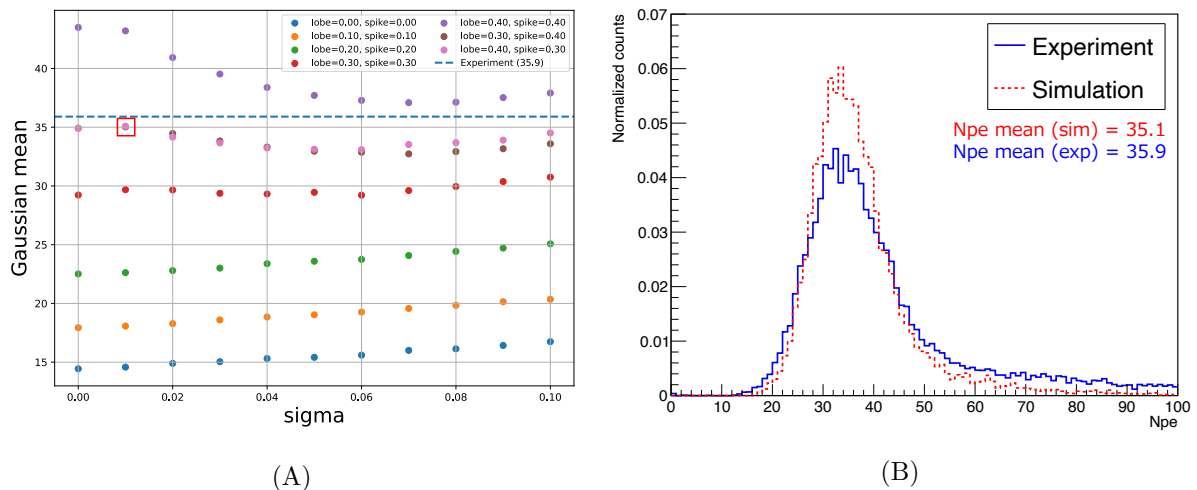 lobe=0.00, spike=0.00
lobe=0.10, spike=0.10
lobe=0.20, spike=0.20
lobe=0.30, spike=0.30
lobe=0.40, spike=0.40
lobe=0.30, spike=0.40
lobe=0.40, spike=0.30
Experiment (35.9)
Gaussian mean
40
35
30
25
20
15
0.00 0.02 0.04 0.06 0.08 0.10
sigma
(A)
Normalized counts
0.07
0.06
0.05
0.04
0.03
0.02
0.01
0
Experiment
Simulation
Npe mean (sim) = 35.1
Npe mean (exp) = 35.9
0 10 20 30 40 50 60 70 80 90 100
Npe
(B)